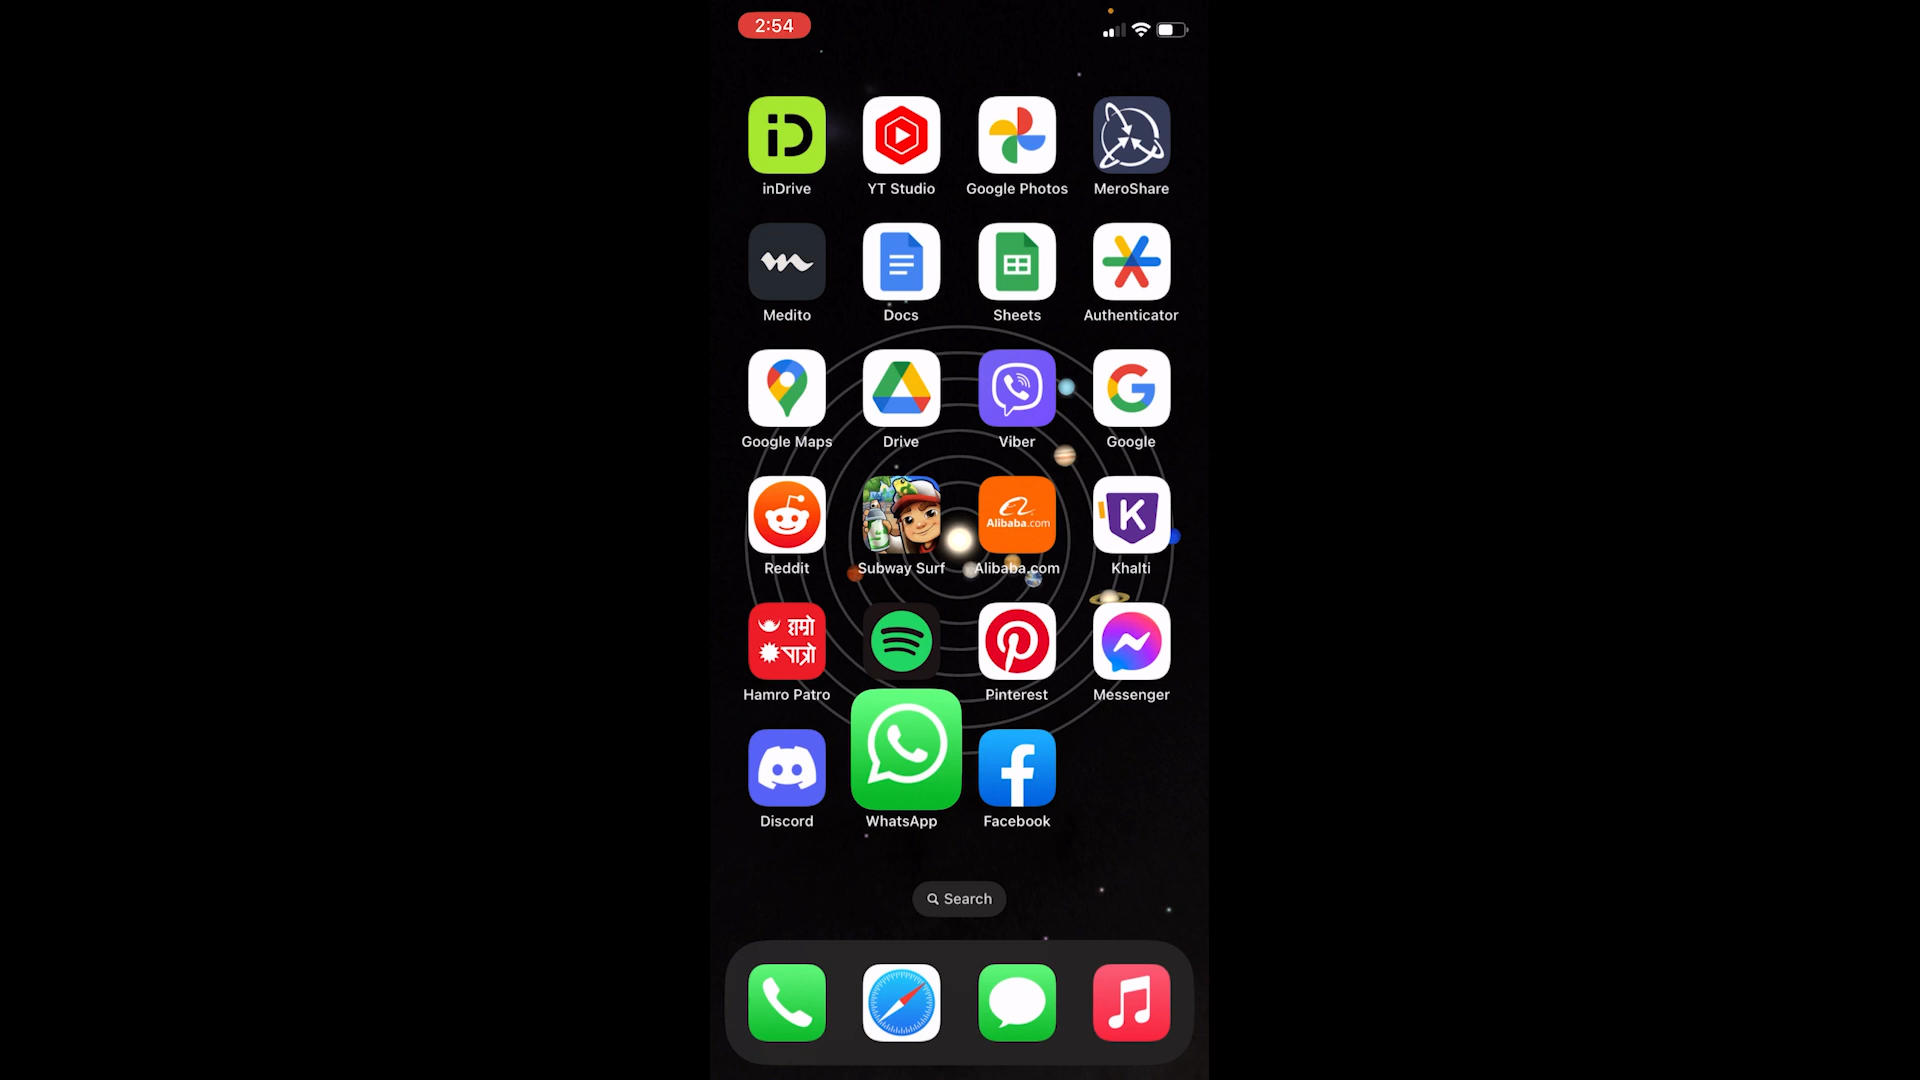 2:54
iD
inDrive
YT Studio
Google Photos
MeroShare
Medito
Docs
Sheets
Authenticator
Google Maps
Drive
Viber
G
Google
Reddit
Subway Surf
Alibaba.com
Alibaba.com
K
Khalti
हाम्रो
पात्रो
Hamro Patro
Pinterest
Messenger
Discord
WhatsApp
f
Facebook
Search